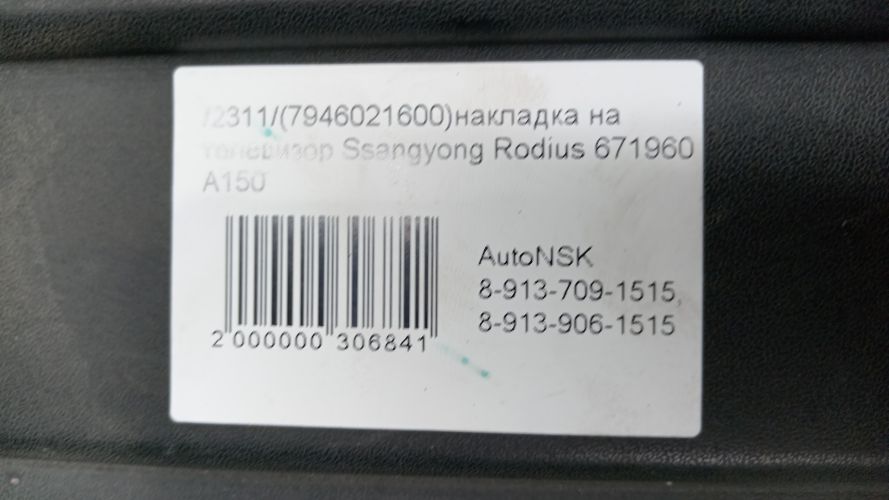 /2311/(7946021600)накладка на
телевизор Ssangyong Rodius 671960
A150
AutoNSK
8-913-709-1515,
8-913-906-1515
2 000000 306841